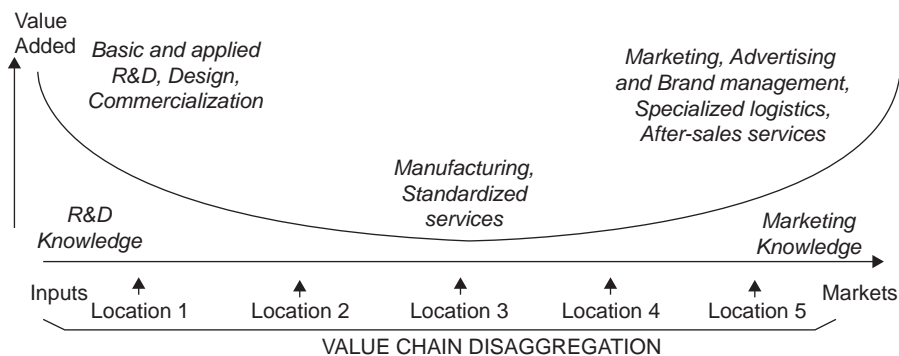 Value
Added
Basic and applied
R&D, Design,
Commercialization
Marketing, Advertising
and Brand management,
Specialized logistics,
After-sales services
Manufacturing,
Standardized
services
R&D
Knowledge
Marketing
Knowledge
Inputs
Location 1
Location 2
Location 3
Location 4
Location 5
Markets
VALUE CHAIN DISAGGREGATION